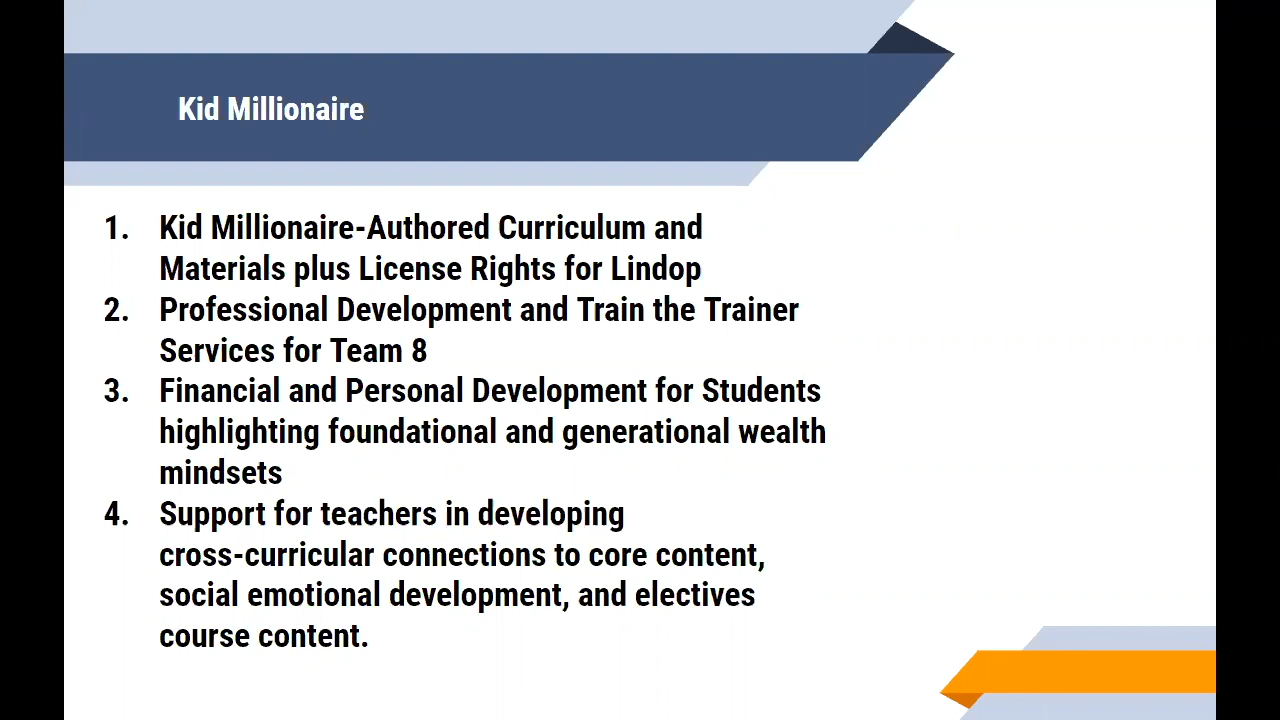 Kid Millionaire
1. Kid Millionaire-Authored Curriculum and
Materials plus License Rights for Lindop
2. Professional Development and Train the Trainer
Services for Team 8
3. Financial and Personal Development for Students
highlighting foundational and generational wealth
mindsets
4. Support for teachers in developing
cross-curricular connections to core content,
social emotional development, and electives
course content.